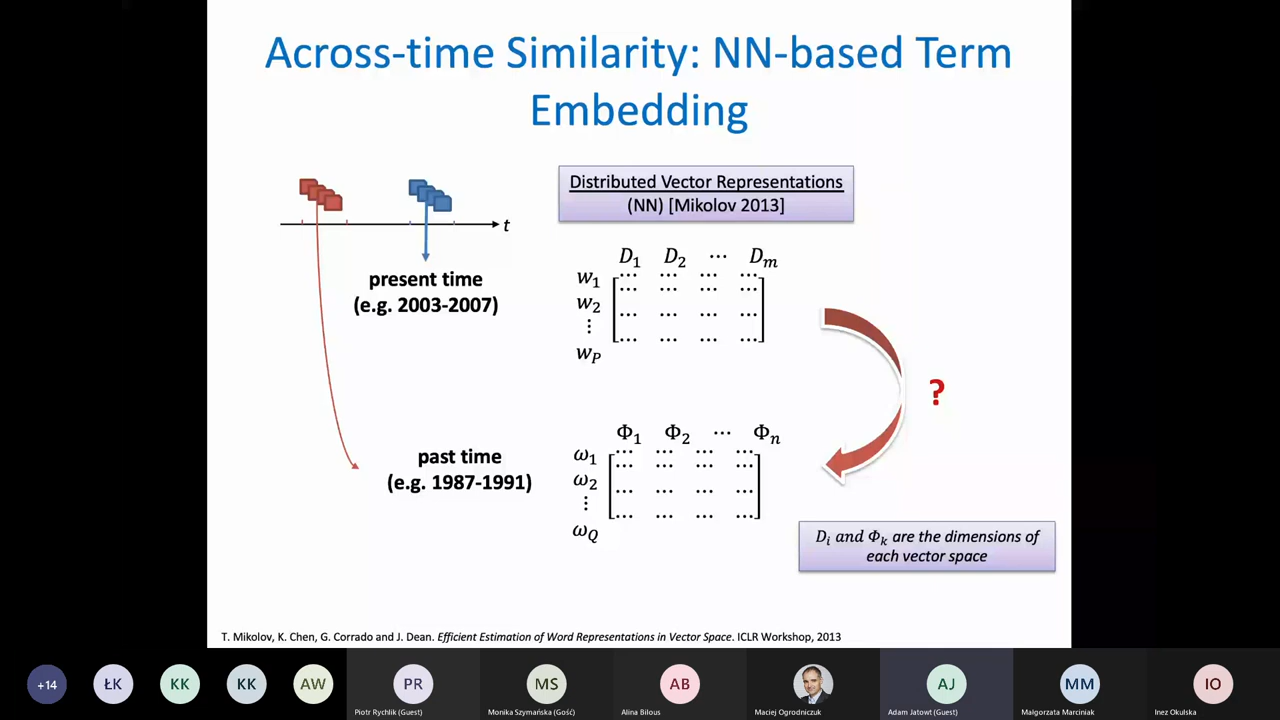 Across-time Similarity: NN-based Term
Embedding
Distributed Vector Representations
(NN) [Mikolov 2013]
t
present time
(e.g. 2003-2007)
D1 D2 ⋯ Dm
w1 ⋯ ⋯ ⋯ ⋯
⋯ ⋯ ⋯ ⋯
w2 ⋯ ⋯ ⋯ ⋯
⋮
⋯ ⋯ ⋯ ⋯
wP
?
past time
(e.g. 1987-1991)
Φ1 Φ2 ⋯ Φn
ω1 ⋯ ⋯ ⋯ ⋯
⋯ ⋯ ⋯ ⋯
ω2 ⋯ ⋯ ⋯ ⋯
⋮
⋯ ⋯ ⋯ ⋯
ωQ
Di and Φk are the dimensions of
each vector space
T. Mikolov, K. Chen, G. Corrado and J. Dean. Efficient Estimation of Word Representations in Vector Space. ICLR Workshop, 2013
+14 ŁK KK KK AW PR MS AB AJ MM IO
Piotr Rychlik (Guest) Monika Szymańska (Gość) Alina Bilous Maciej Ogrodniczuk Adam Jatowt (Guest) Małgorzata Marciniak Inez Okulska